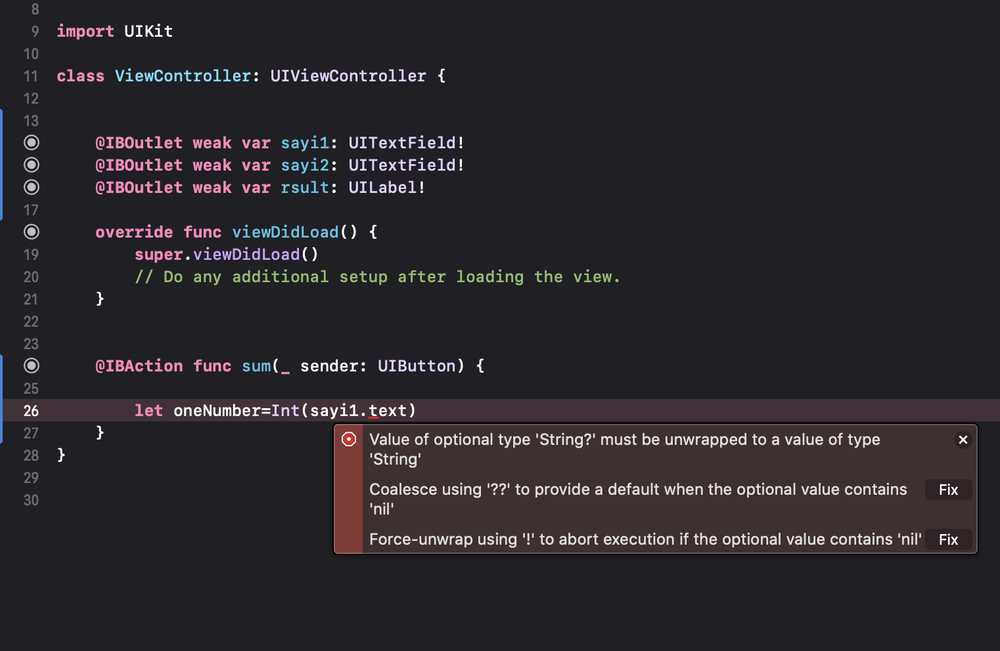 8
9 import UIKit
10
11 class ViewController: UIViewController {
12
13
@IBOutlet weak var sayi1: UITextField!
@IBOutlet weak var sayi2: UITextField!
@IBOutlet weak var rsult: UILabel!
17
override func viewDidLoad() {
19 super.viewDidLoad()
20 // Do any additional setup after loading the view.
21 }
22
23
@IBAction func sum(_ sender: UIButton) {
25
26 let oneNumber=Int(sayi1.text)
27 }
Value of optional type 'String?' must be unwrapped to a value of type
'String'
28 }
29
Coalesce using '??' to provide a default when the optional value contains Fix
'nil'
30
Force-unwrap using '!' to abort execution if the optional value contains 'nil' Fix